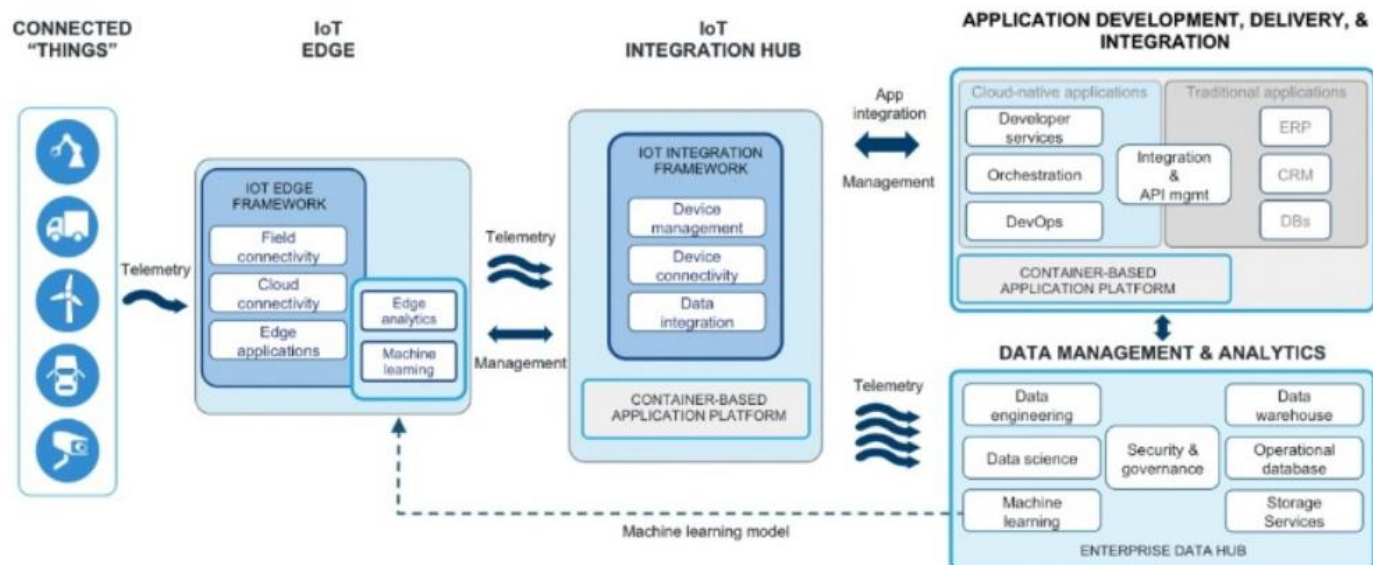 CONNECTED
“THINGS”
IoT
EDGE
IoT
INTEGRATION HUB
APPLICATION DEVELOPMENT, DELIVERY, &
INTEGRATION
Telemetry
IOT EDGE
FRAMEWORK
Field
connectivity
Cloud
connectivity
Edge
applications
Edge
analytics
Machine
learning
Telemetry
Management
IOT INTEGRATION
FRAMEWORK
Device
management
Device
connectivity
Data
integration
CONTAINER-BASED
APPLICATION PLATFORM
App
integration
Management
Cloud-native applications
Developer
services
Orchestration
DevOps
Integration
&
API mgmt
Traditional applications
ERP
CRM
DBs
CONTAINER-BASED
APPLICATION PLATFORM
DATA MANAGEMENT & ANALYTICS
Telemetry
Data
engineering
Data science
Machine
learning
Security &
governance
Data
warehouse
Operational
database
Storage
Services
ENTERPRISE DATA HUB
Machine learning model